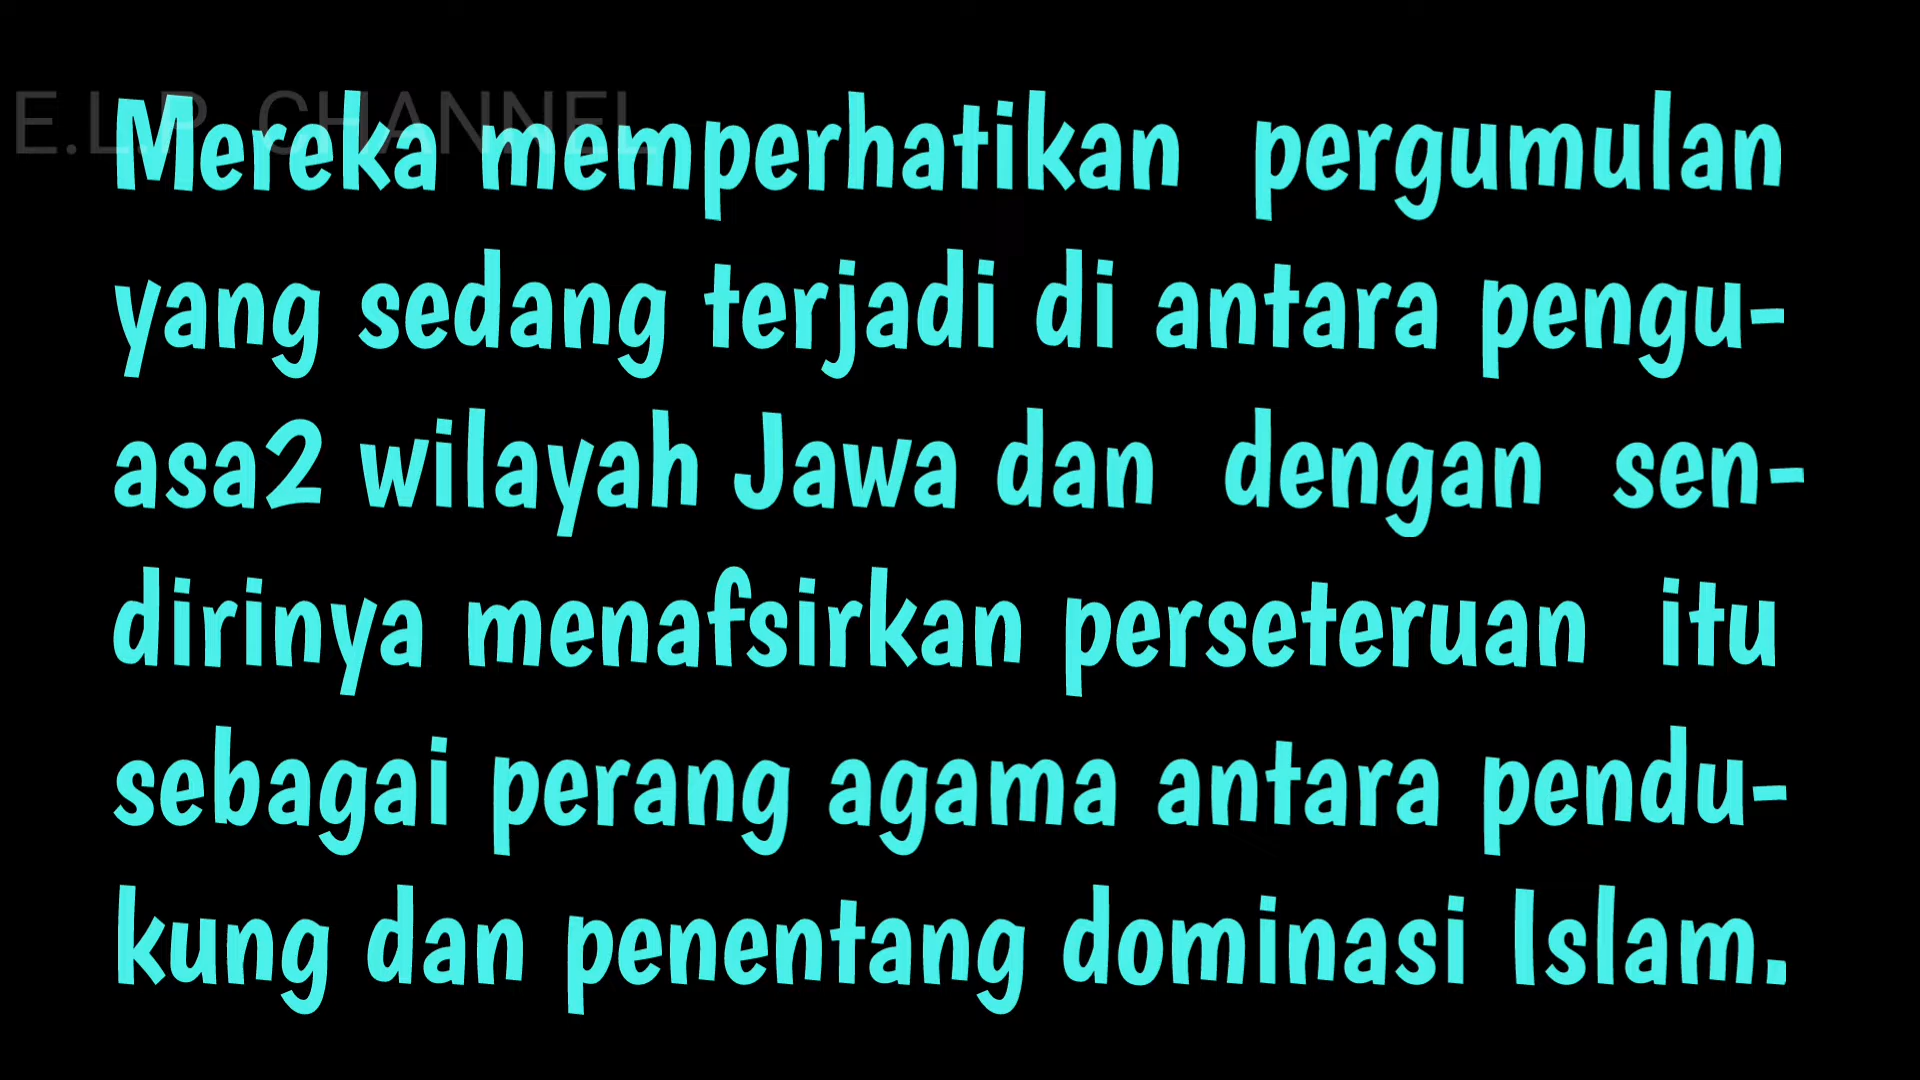 E.L.P. CHANNEL
Mereka memperhatikan pergumulan
yang sedang terjadi di antara pengu-
asa2 wilayah Jawa dan dengan sen-
dirinya menafsirkan perseteruan itu
sebagai perang agama antara pendu-
kung dan penentang dominasi Islam.